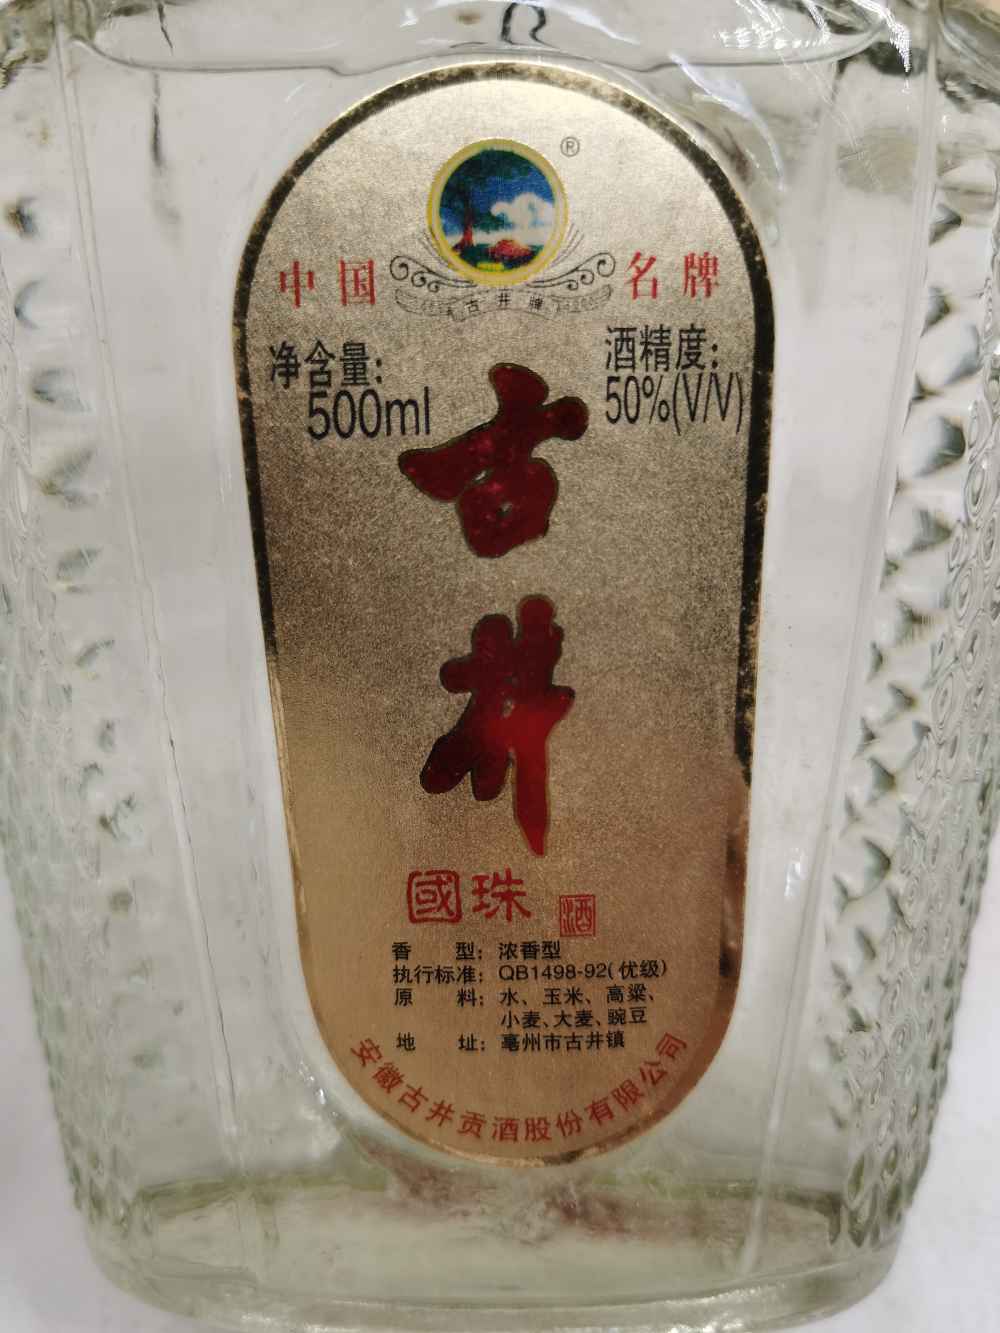 ®
中国 名牌
古井牌
净含量:
500ml
酒精度:
50%(V/V)
古井
國珠
酒
香 型: 浓香型
执行标准: QB1498-92(优级)
原 料: 水、玉米、高粱、
小麦、大麦、豌豆
地 址: 亳州市古井镇
安徽古井贡酒股份有限公司